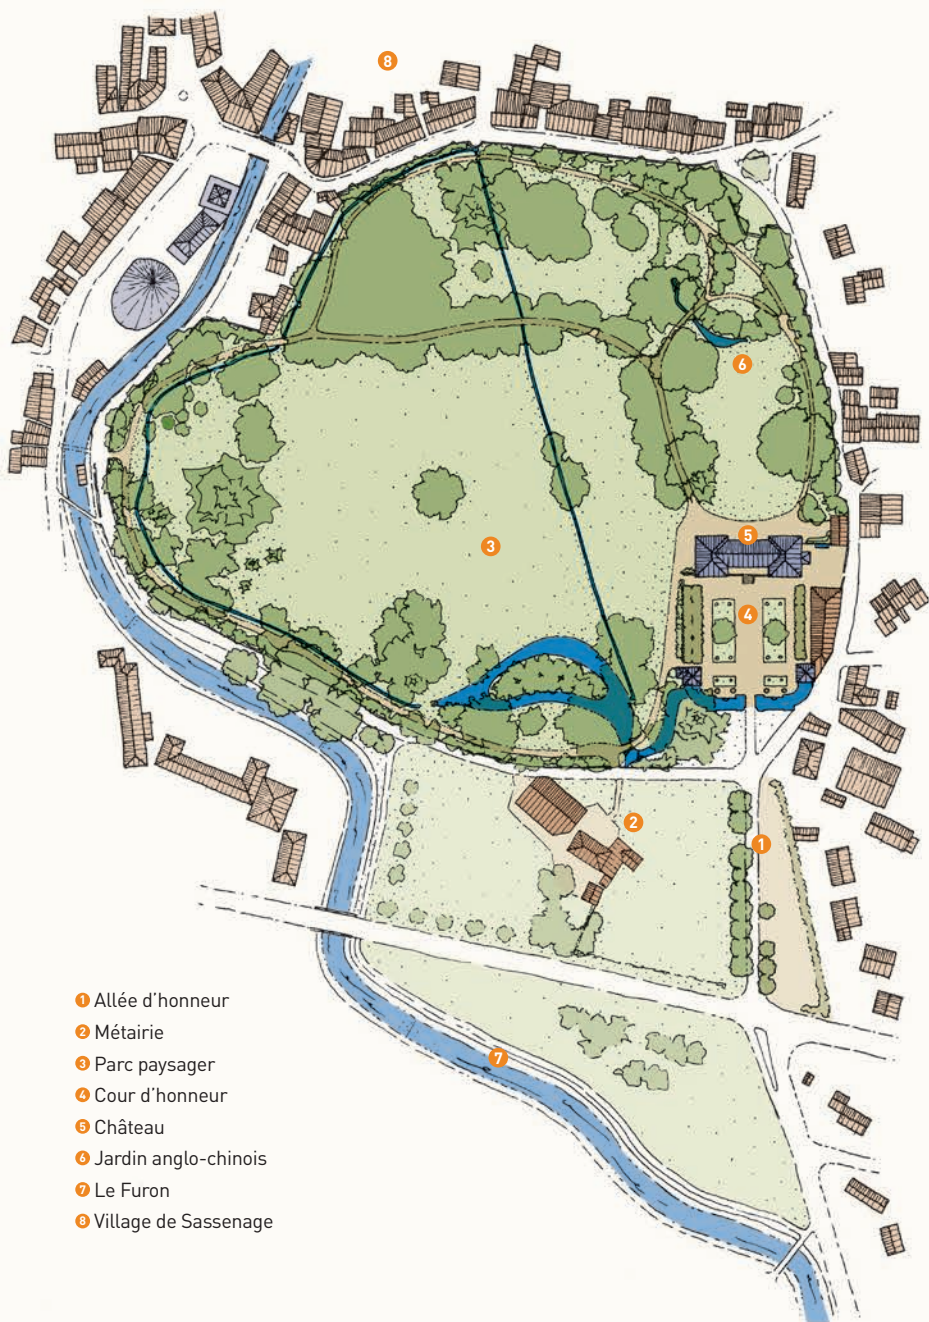 8
6
5
3
4
2
1
7
1 Allée d'honneur
2 Métairie
3 Parc paysager
4 Cour d'honneur
5 Château
6 Jardin anglo-chinois
7 Le Furon
8 Village de Sassenage